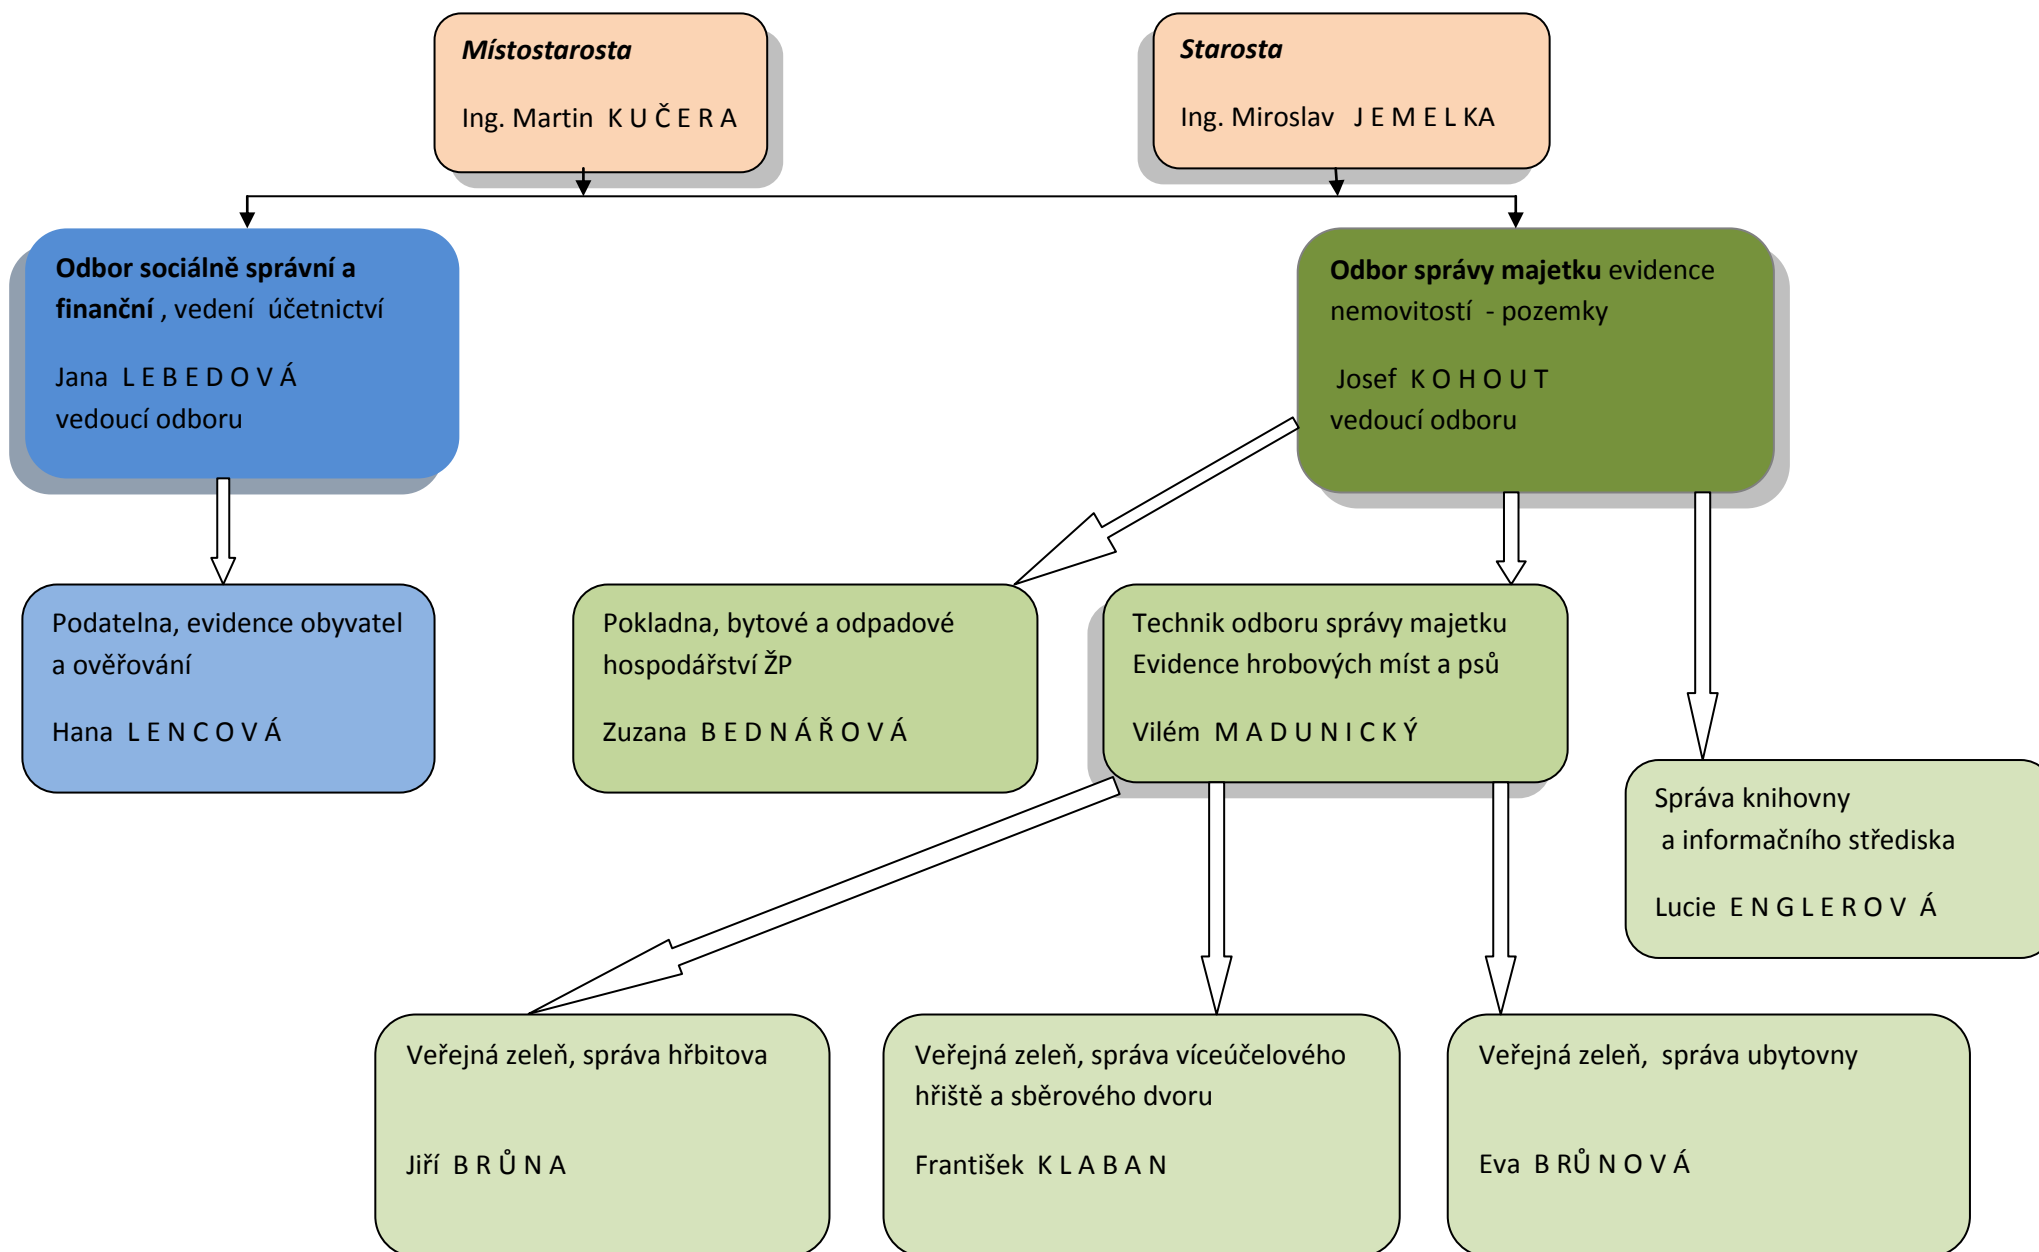 Místostarosta
Ing. Martin  K U Č E R A
Starosta
Ing. Miroslav   J E M E L KA
Odbor sociálně správní a
finanční , vedení  účetnictví
Jana  L E B E D O V Á
vedoucí odboru
Odbor správy majetku evidence
nemovitostí  - pozemky
Josef  K O H O U T
vedoucí odboru
Podatelna, evidence obyvatel
a ověřování
Hana  L E N C O V Á
Pokladna, bytové a odpadové
hospodářství ŽP
Zuzana  B E D N Á Ř O V Á
Technik odboru správy majetku
Evidence hrobových míst a psů
Vilém  M A D U N I C K Ý
Správa knihovny
a informačního střediska
Lucie  E N G L E R O V  Á
Veřejná zeleň, správa hřbitova
Jiří  B R Ů N A
Veřejná zeleň, správa víceúčelového
hřiště a sběrového dvoru
František  K L A B A N
Veřejná zeleň,  správa ubytovny
Eva  B RŮ N O V Á